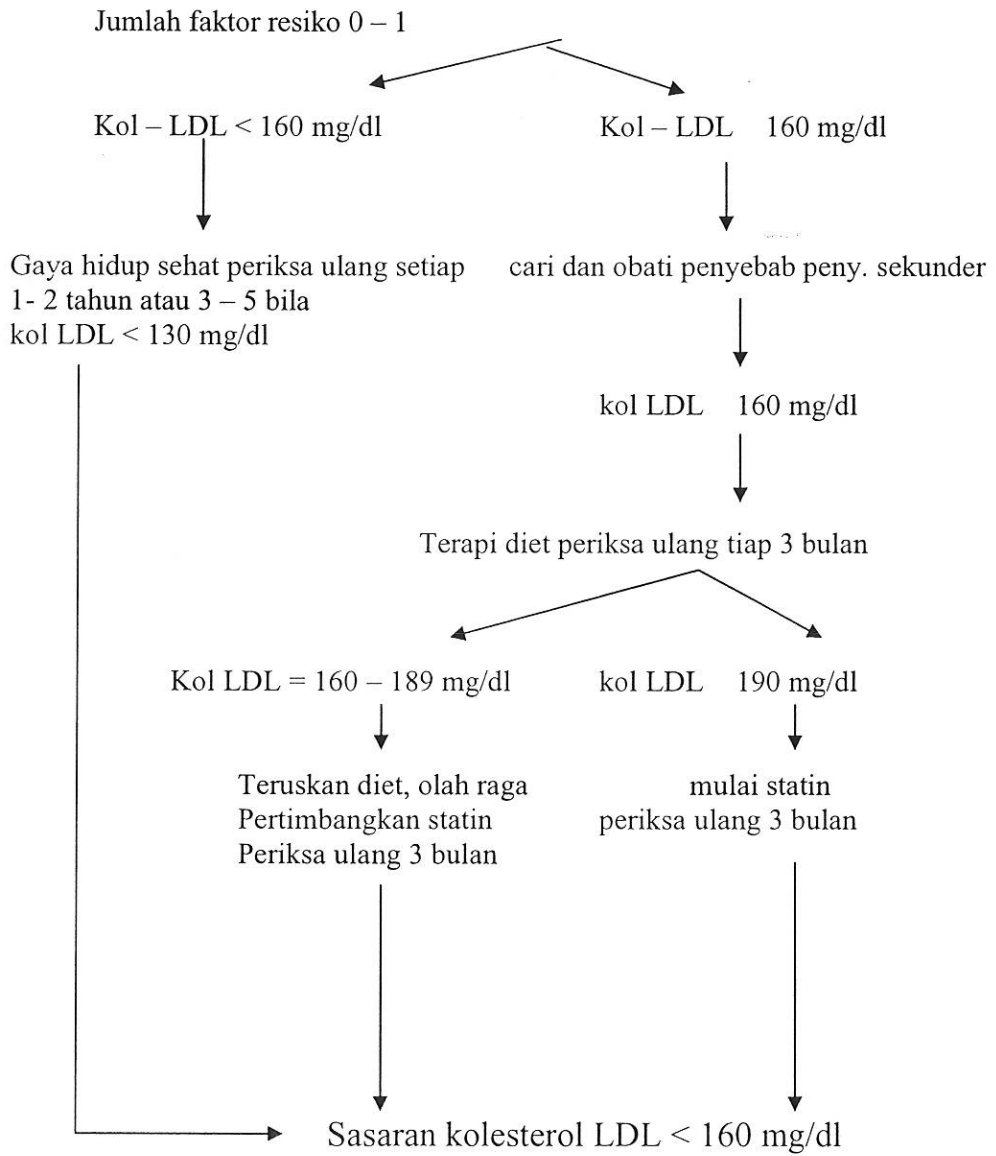 Jumlah faktor resiko 0 – 1
Kol – LDL < 160 mg/dl
Kol – LDL 160 mg/dl
Gaya hidup sehat periksa ulang setiap
1- 2 tahun atau 3 – 5 bila
kol LDL < 130 mg/dl
cari dan obati penyebab peny. sekunder
kol LDL 160 mg/dl
Terapi diet periksa ulang tiap 3 bulan
Kol LDL = 160 – 189 mg/dl
kol LDL 190 mg/dl
Teruskan diet, olah raga
Pertimbangkan statin
Periksa ulang 3 bulan
mulai statin
periksa ulang 3 bulan
Sasaran kolesterol LDL < 160 mg/dl